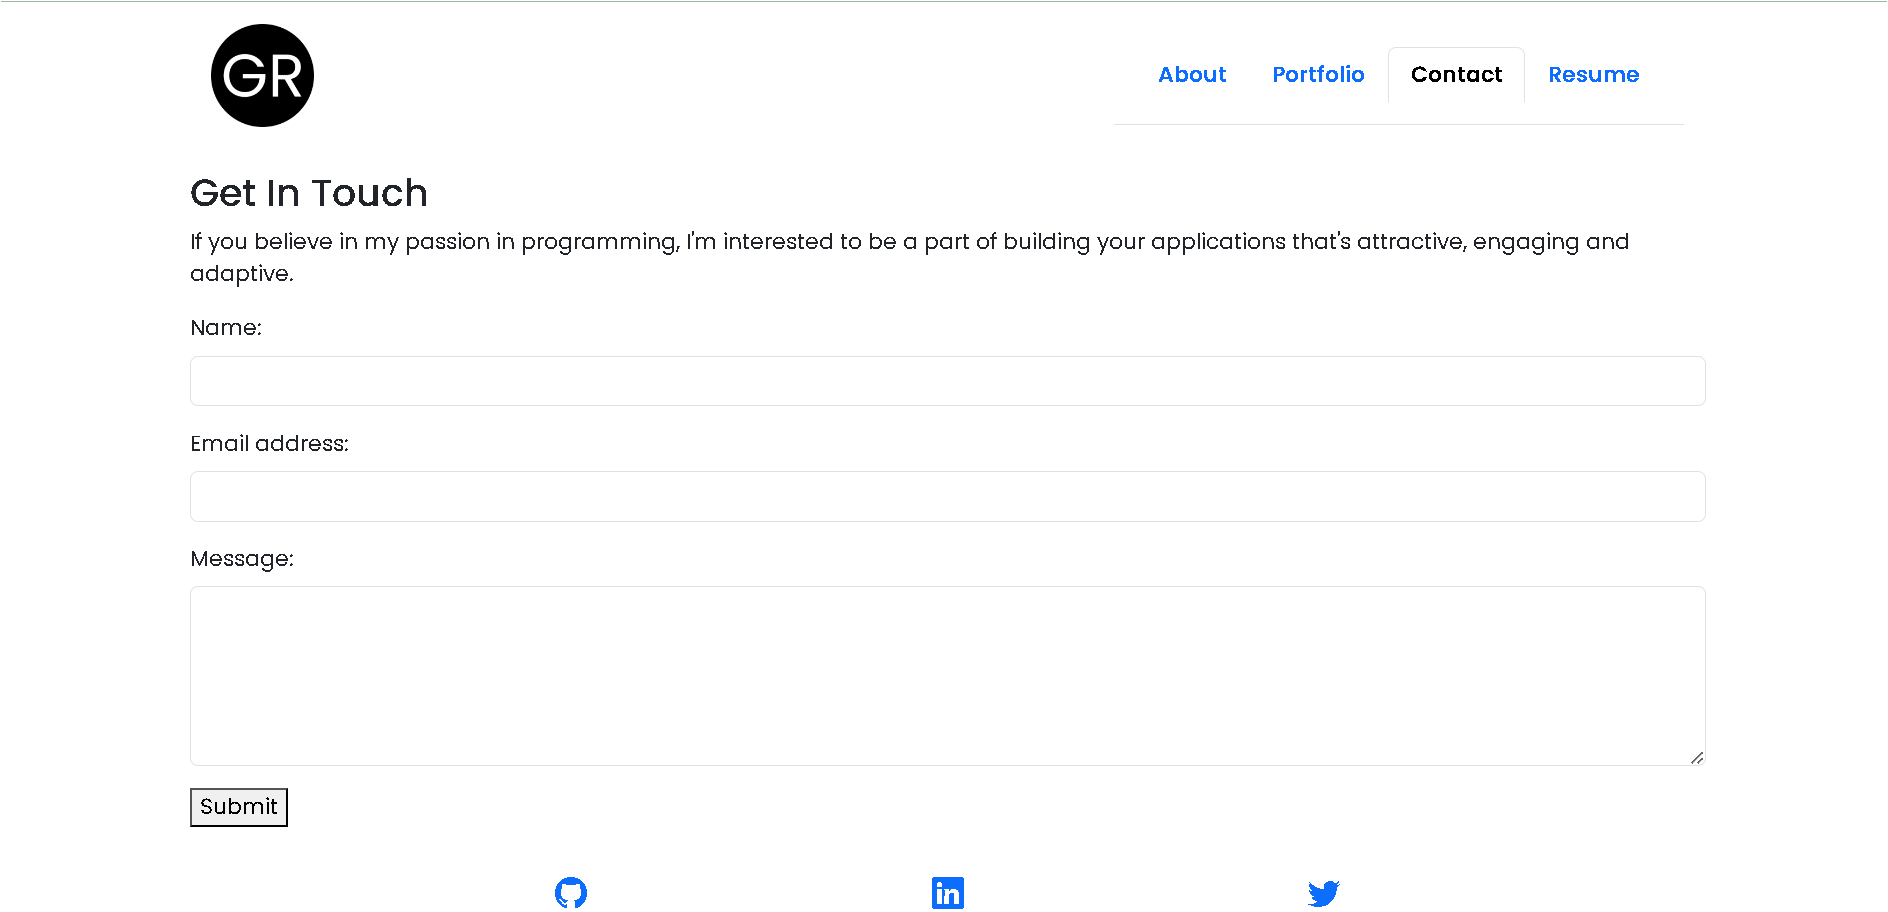 GR
About Portfolio Contact Resume
Get In Touch
If you believe in my passion in programming, I'm interested to be a part of building your applications that's attractive, engaging and
adaptive.
Name:
Email address:
Message:
Submit
in